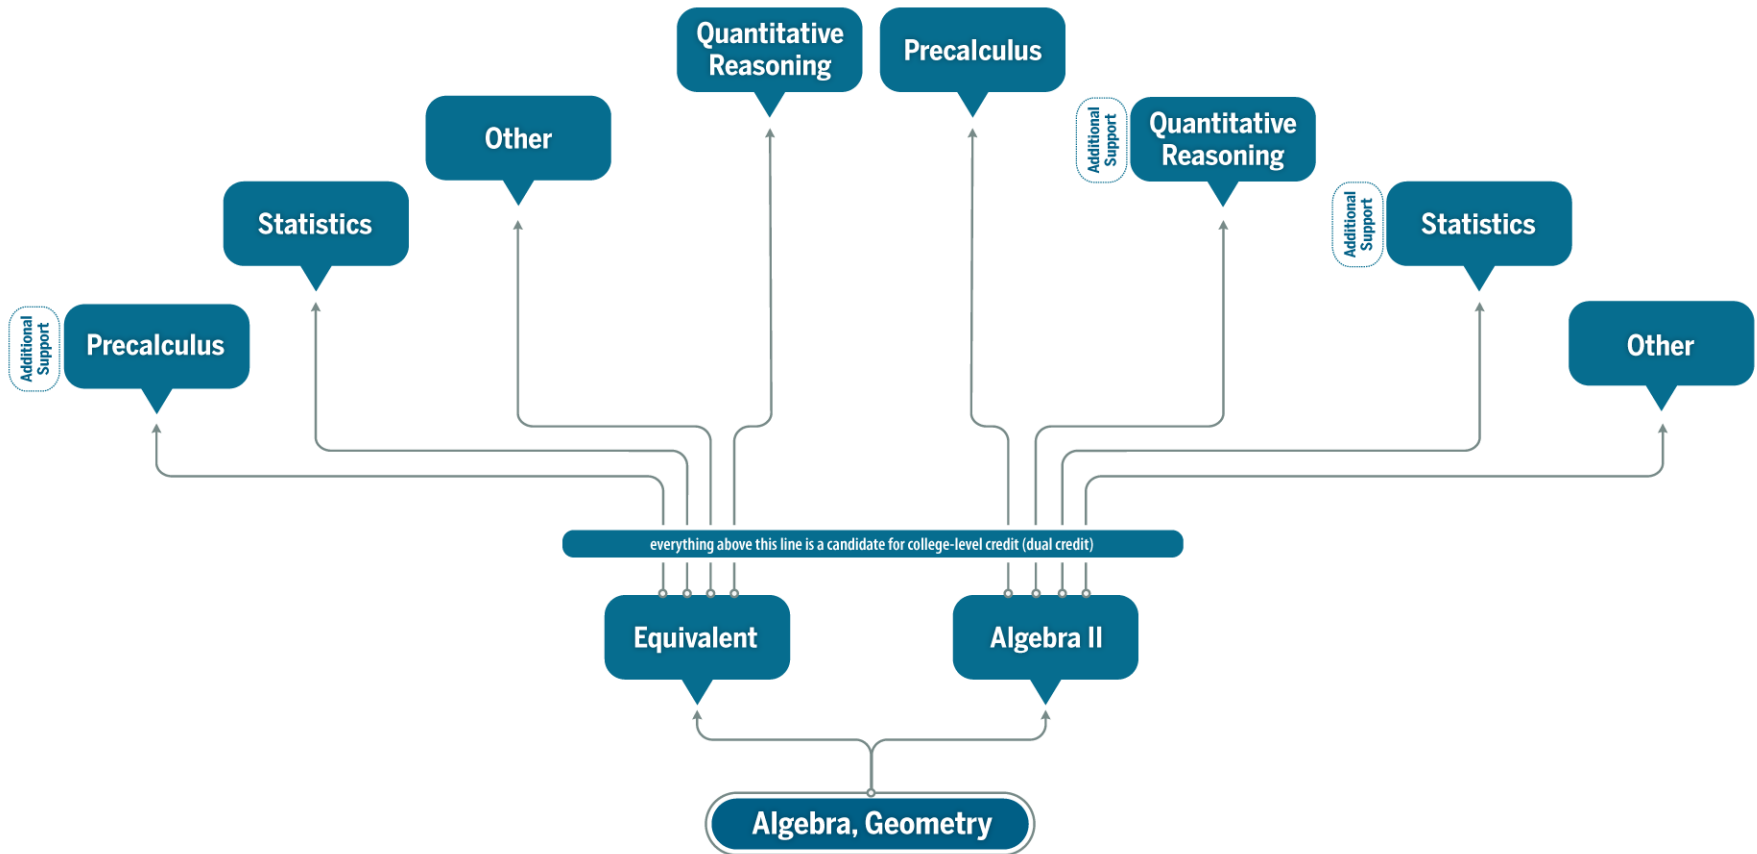 Quantitative
Reasoning
Precalculus
Additional
Support
Quantitative
Reasoning
Other
Statistics
Additional
Support
Statistics
Additional
Support
Precalculus
Other
everything above this line is a candidate for college-level credit (dual credit)
Equivalent
Algebra II
Algebra, Geometry